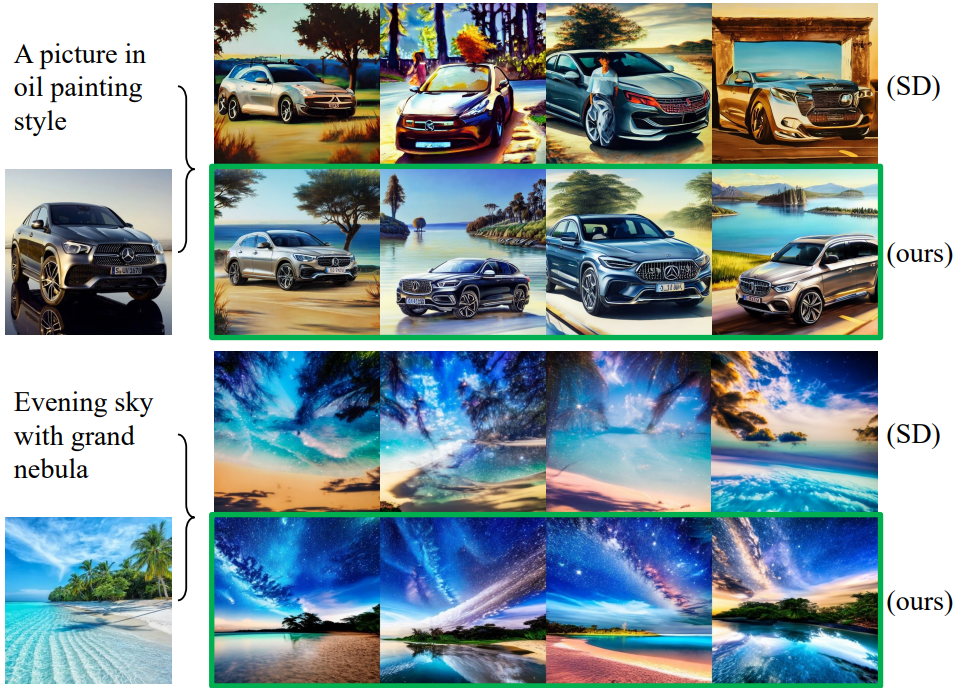 A picture in
oil painting
style
(SD)
(ours)
Evening sky
with grand
nebula
(SD)
(ours)